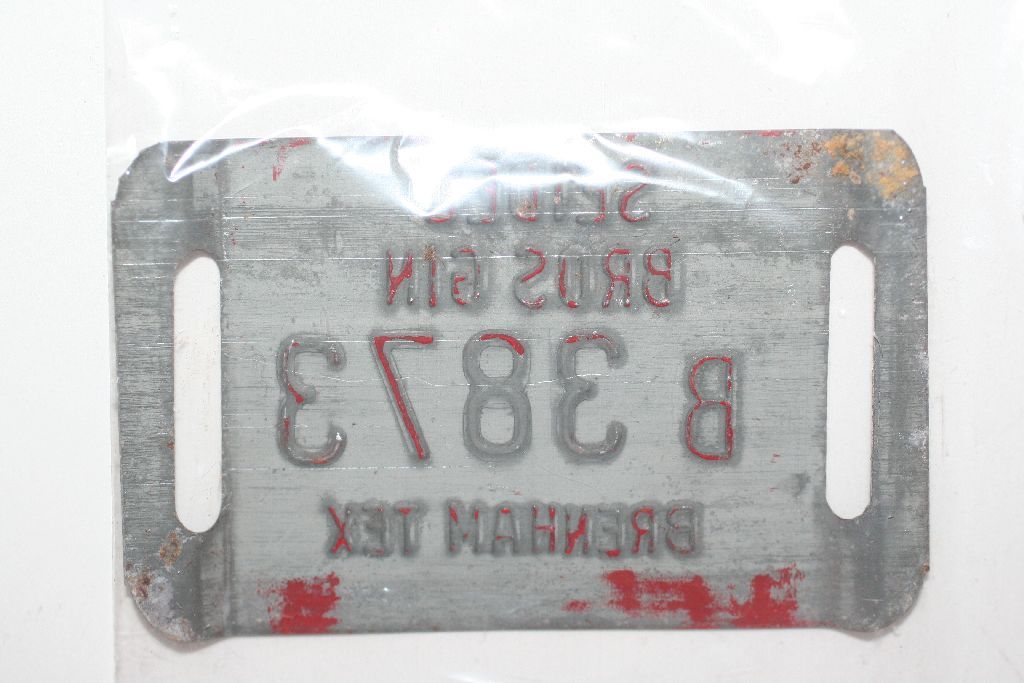 BROS GIN
B 3873
BRENHAM TEX